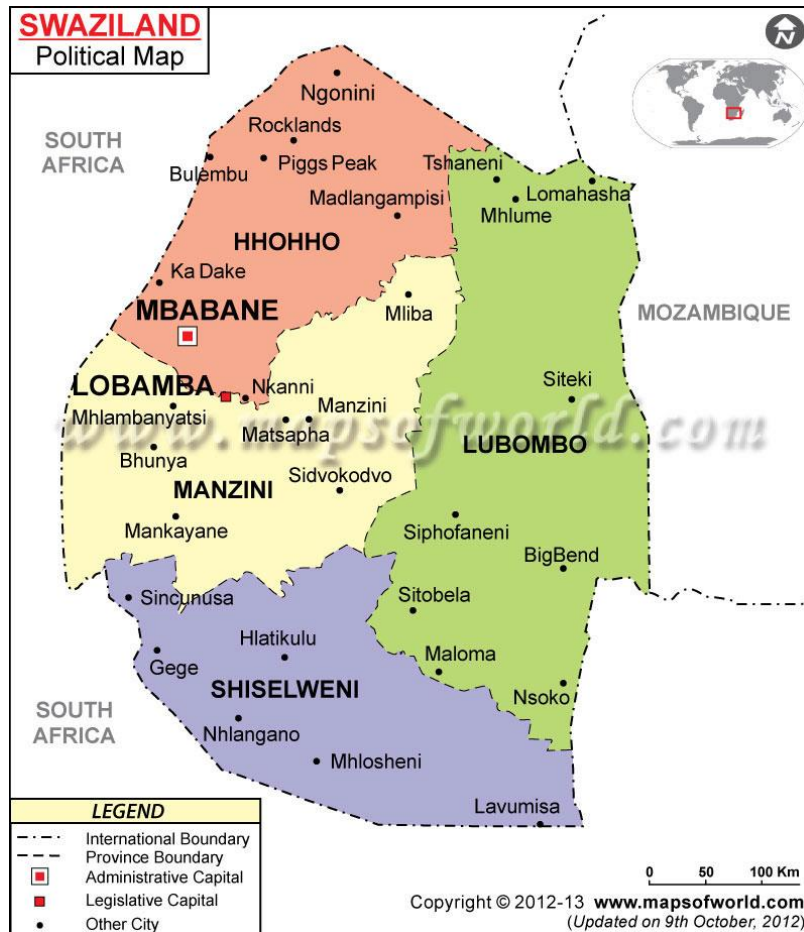 SWAZILAND
Political Map
N
Ngonini
SOUTH
AFRICA
Rocklands
Bulembu
Piggs Peak
Tshaneni
Lomahasha
Mhlume
Madlangampisi
HHOHHO
Ka Dake
Mliba
MBABANE
MOZAMBIQUE
LOBAMBA
Nkanni
Siteki
Mhlambanyatsi
Manzini
Matsapha
www.mapsofworld.com
LUBOMBO
Bhunya
Sidvokodvo
MANZINI
Mankayane
Siphofaneni
BigBend
Sincunusa
Sitobela
Hlatikulu
Gege
Maloma
SHISELWENI
Nsoko
SOUTH
AFRICA
Nhlangano
Mhlosheni
Lavumisa
LEGEND
International Boundary
Province Boundary
Administrative Capital
Legislative Capital
Other City
0 50 100 Km
Copyright © 2012-13 www.mapsofworld.com
(Updated on 9th October, 2012)